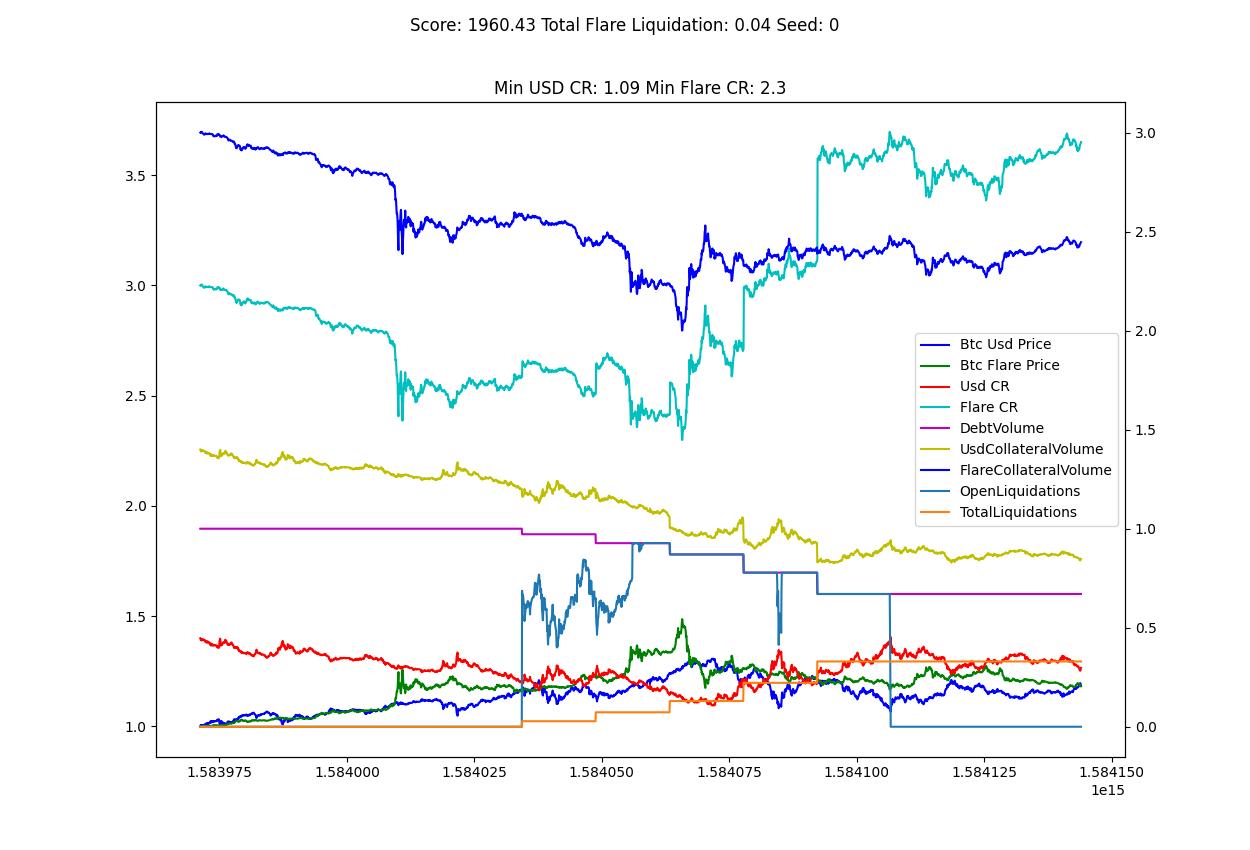 Score: 1960.43 Total Flare Liquidation: 0.04 Seed: 0
Min USD CR: 1.09 Min Flare CR: 2.3
3.5
3.0
2.5
2.0
1.5
1.0
3.0
2.5
2.0
1.5
1.0
0.5
0.0
Btc Usd Price
Btc Flare Price
Usd CR
Flare CR
DebtVolume
UsdCollateralVolume
FlareCollateralVolume
OpenLiquidations
TotalLiquidations
1.583975 1.584000 1.584025 1.584050 1.584075 1.584100 1.584125 1.584150
1e15